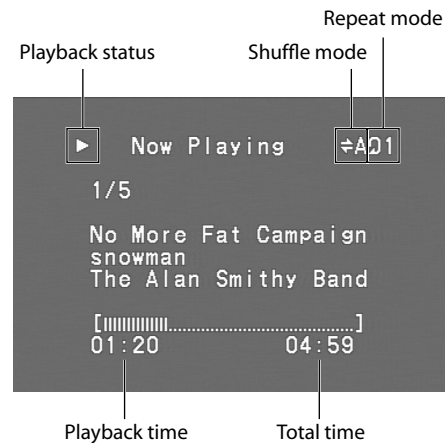 Repeat mode
Playback status
Shuffle mode
Now Playing
A
1
1/5
No More Fat Campaign
snowman
The Alan Smithy Band
[ ]
01:20
04:59
Playback time
Total time